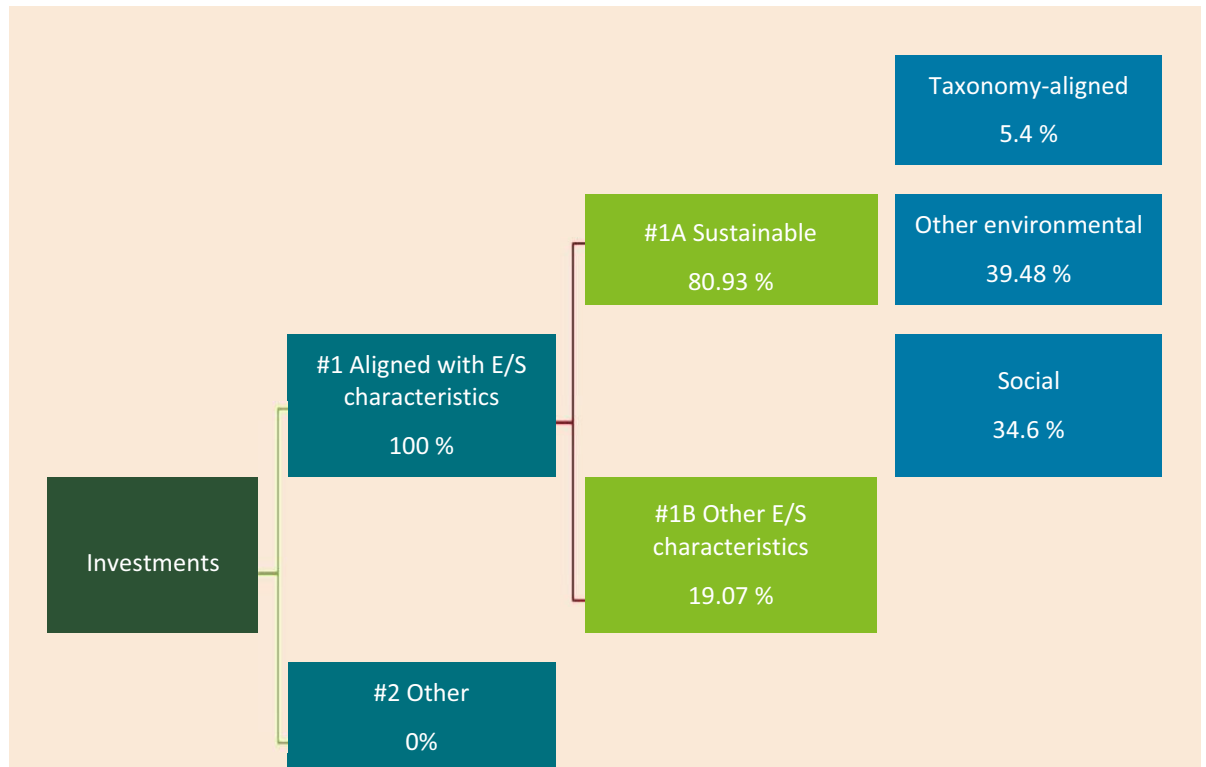 Taxonomy-aligned
5.4 %
#1A Sustainable
80.93 %
Other environmental
39.48 %
#1 Aligned with E/S
characteristics
100 %
Social
34.6 %
Investments
#1B Other E/S
characteristics
19.07 %
#2 Other
0%